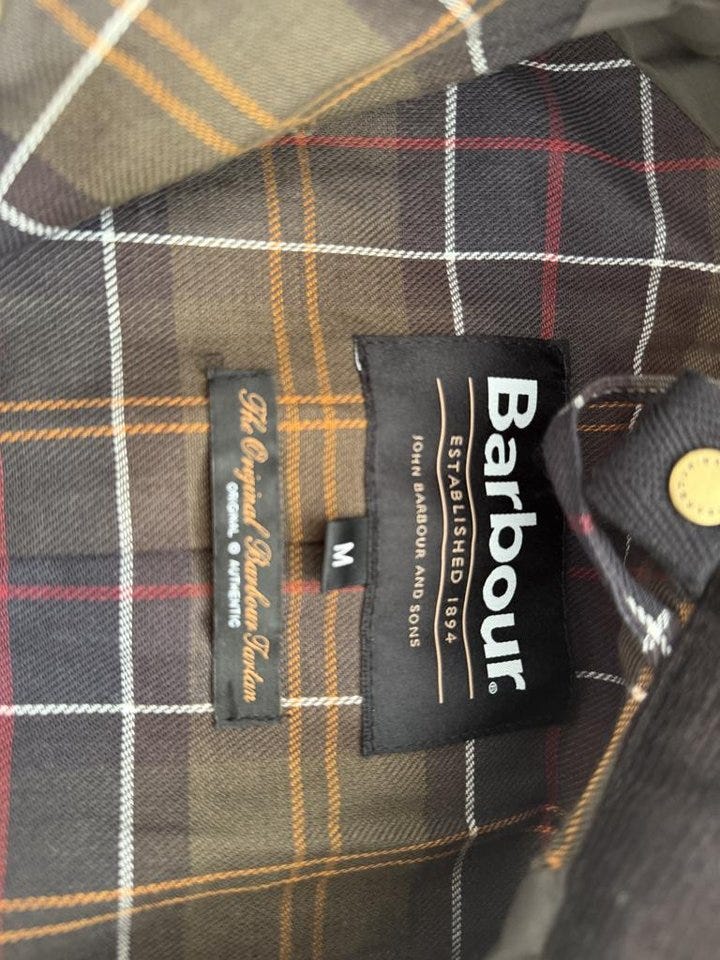 Barbour®
ESTABLISHED 1894
JOHN BARBOUR AND SONS
M
The Original Barbour Tartan
ORIGINAL © AUTHENTIC